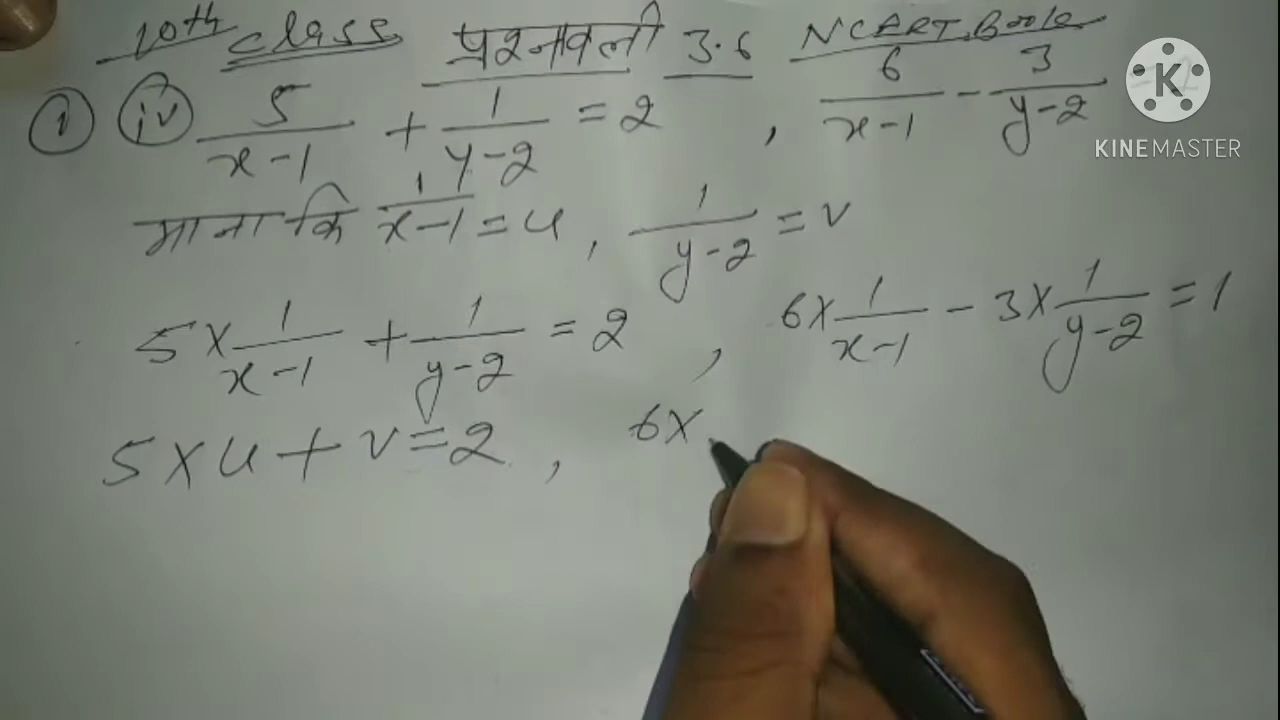 10th class प्रश्नावली 3.6 NCERT Book
① (iv) 5/(x-1) + 1/(y-2) = 2 , 6/(x-1) - 3/(y-2)
माना कि 1/(x-1) = u , 1/(y-2) = v
5 × 1/(x-1) + 1/(y-2) = 2 , 6 × 1/(x-1) - 3 × 1/(y-2) = 1
5 × u + v = 2 , 6 ×
K
KINEMASTER